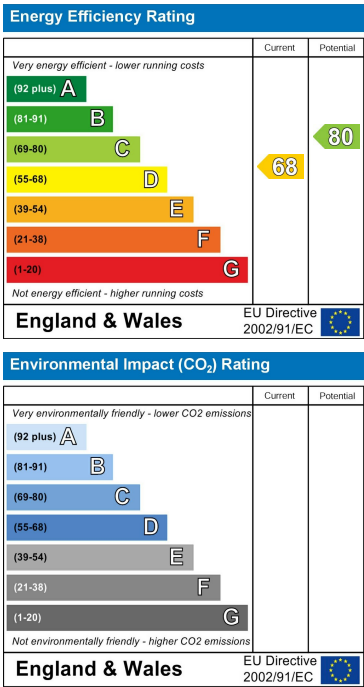 Energy Efficiency Rating
Current Potential
Very energy efficient - lower running costs
(92 plus) A
(81-91) B
(69-80) C
(55-68) D
(39-54) E
(21-38) F
(1-20) G
80
68
Not energy efficient - higher running costs
England & Wales
EU Directive
2002/91/EC
Environmental Impact (CO₂) Rating
Current Potential
Very environmentally friendly - lower CO2 emissions
(92 plus) A
(81-91) B
(69-80) C
(55-68) D
(39-54) E
(21-38) F
(1-20) G
Not environmentally friendly - higher CO2 emissions
England & Wales
EU Directive
2002/91/EC